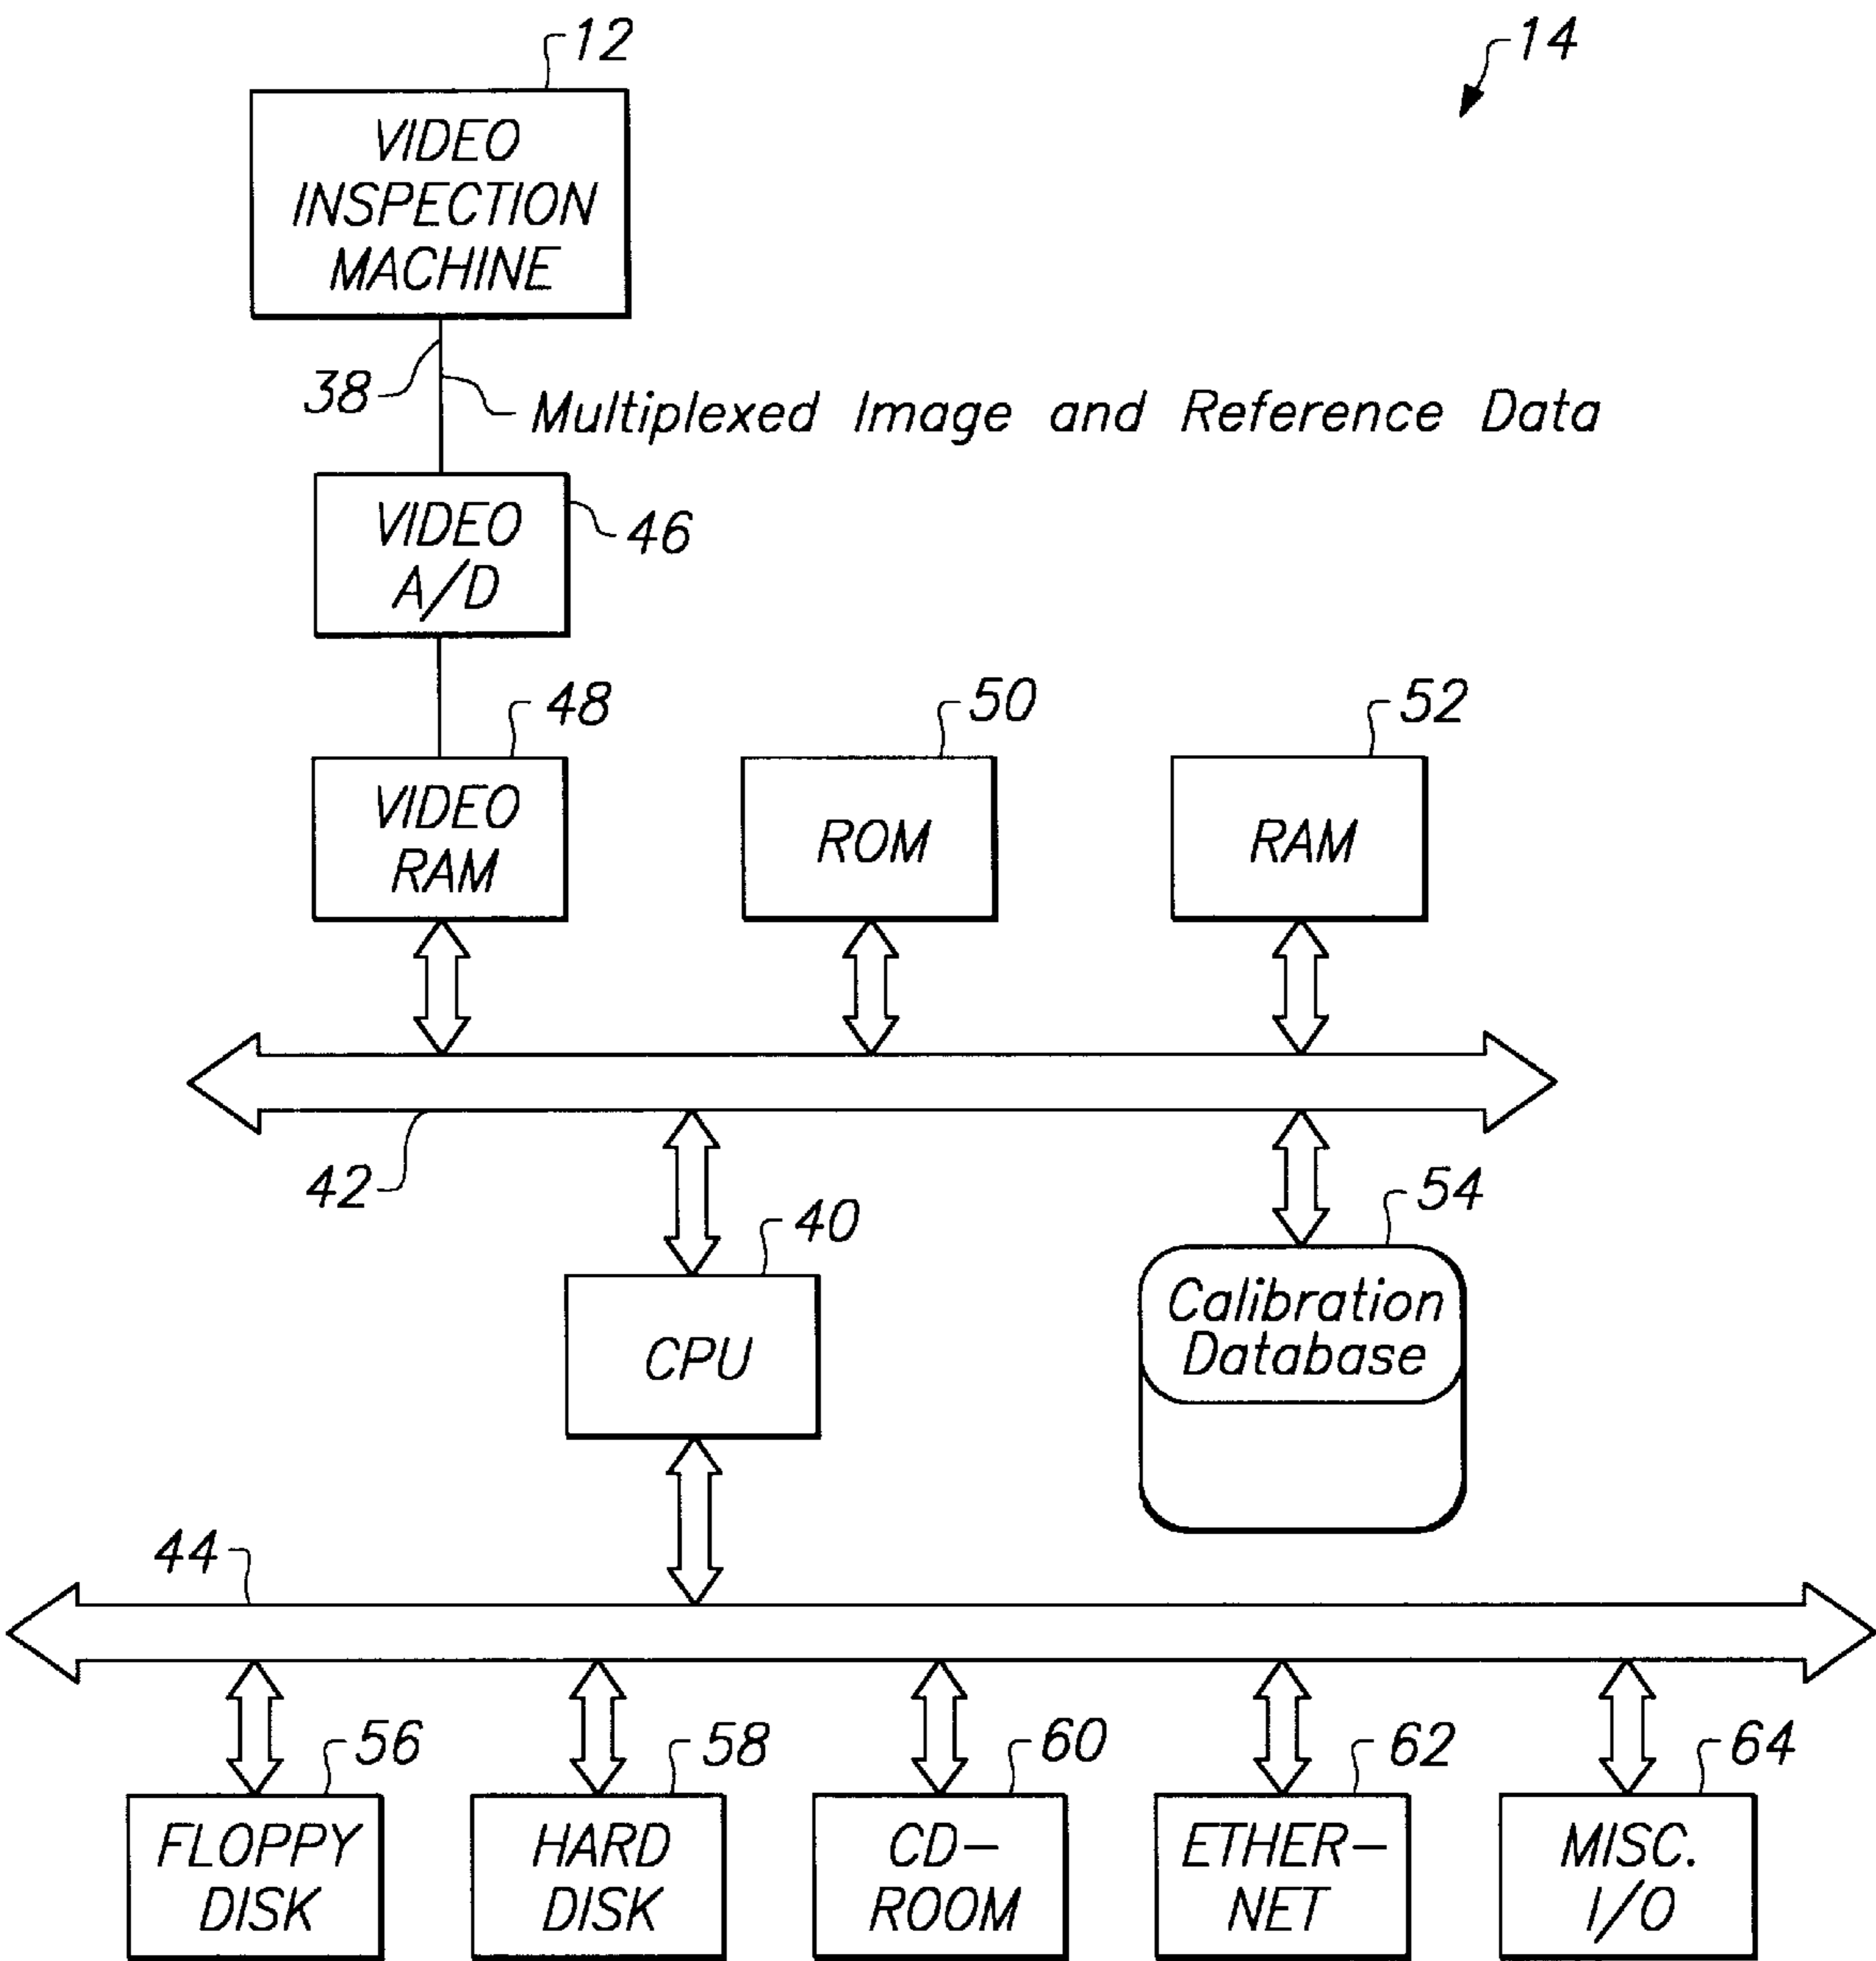 12
14
VIDEO
INSPECTION
MACHINE
38
Multiplexed Image and Reference Data
VIDEO
A/D
46
48
50
52
VIDEO
RAM
ROM
RAM
42
40
54
CPU
Calibration
Database
44
56
58
60
62
64
FLOPPY
DISK
HARD
DISK
CD-
ROOM
ETHER-
NET
MISC.
I/O